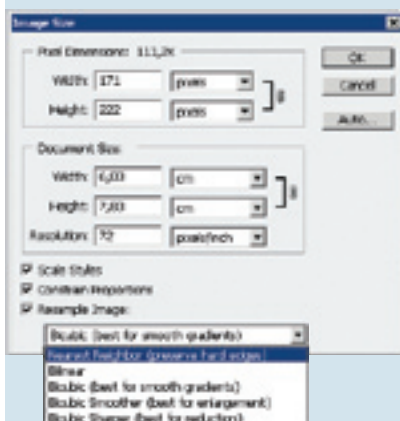 Image Size
Pixel Dimensions: 111,2K
Width: 171 pixels
Height: 222 pixels
OK
Cancel
Auto...
Document Size:
Width: 6,03 cm
Height: 7,83 cm
Resolution: 72 pixels/inch
Scale Styles
Constrain Proportions
Resample Image:
Bicubic (best for smooth gradients)
Nearest Neighbor (preserve hard edges)
Bilinear
Bicubic (best for smooth gradients)
Bicubic Smoother (best for enlargement)
Bicubic Sharper (best for reduction)